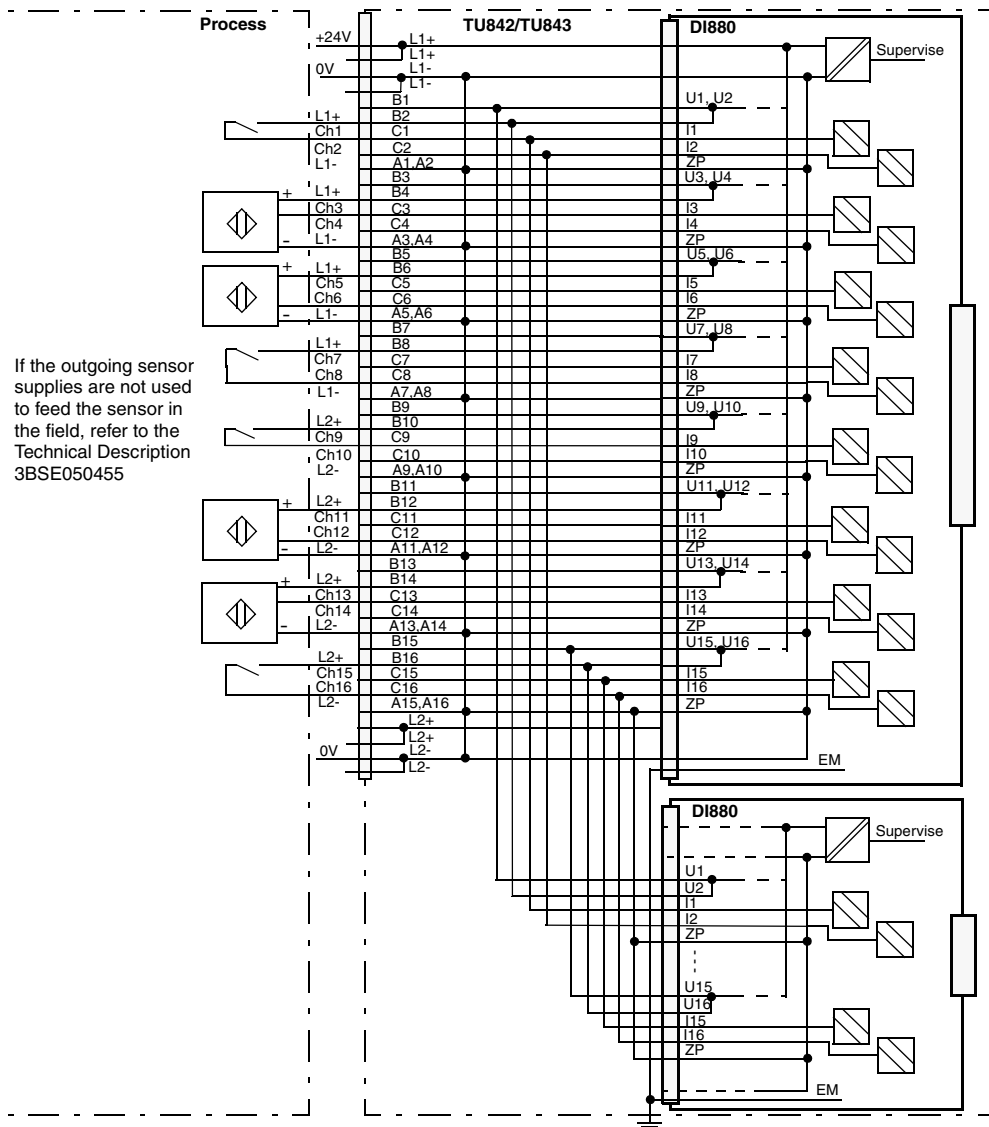 Process
TU842/TU843
DI880
+24V
L1+
L1+
0V
L1-
L1-
Supervise
B1
U1, U2
L1+
B2
Ch1
C1
I1
Ch2
C2
I2
L1-
A1,A2
ZP
B3
U3, U4
+
L1+
B4
Ch3
C3
I3
Ch4
C4
I4
-
L1-
A3,A4
ZP
B5
U5, U6
+
L1+
B6
Ch5
C5
I5
Ch6
C6
I6
-
L1-
A5,A6
ZP
B7
U7, U8
L1+
B8
Ch7
C7
I7
Ch8
C8
I8
L1-
A7,A8
ZP
If the outgoing sensor
supplies are not used
to feed the sensor in
the field, refer to the
Technical Description
3BSE050455
B9
U9, U10
L2+
B10
Ch9
C9
I9
Ch10
C10
I10
L2-
A9,A10
ZP
B11
U11, U12
+
L2+
B12
Ch11
C11
I11
Ch12
C12
I12
-
L2-
A11,A12
ZP
B13
U13, U14
+
L2+
B14
Ch13
C13
I13
Ch14
C14
I14
-
L2-
A13,A14
ZP
B15
U15, U16
L2+
B16
Ch15
C15
I15
Ch16
C16
I16
L2-
A15,A16
ZP
L2+
L2+
0V
L2-
L2-
EM
DI880
Supervise
U1
U2
I1
I2
ZP
U15
U16
I15
I16
ZP
EM